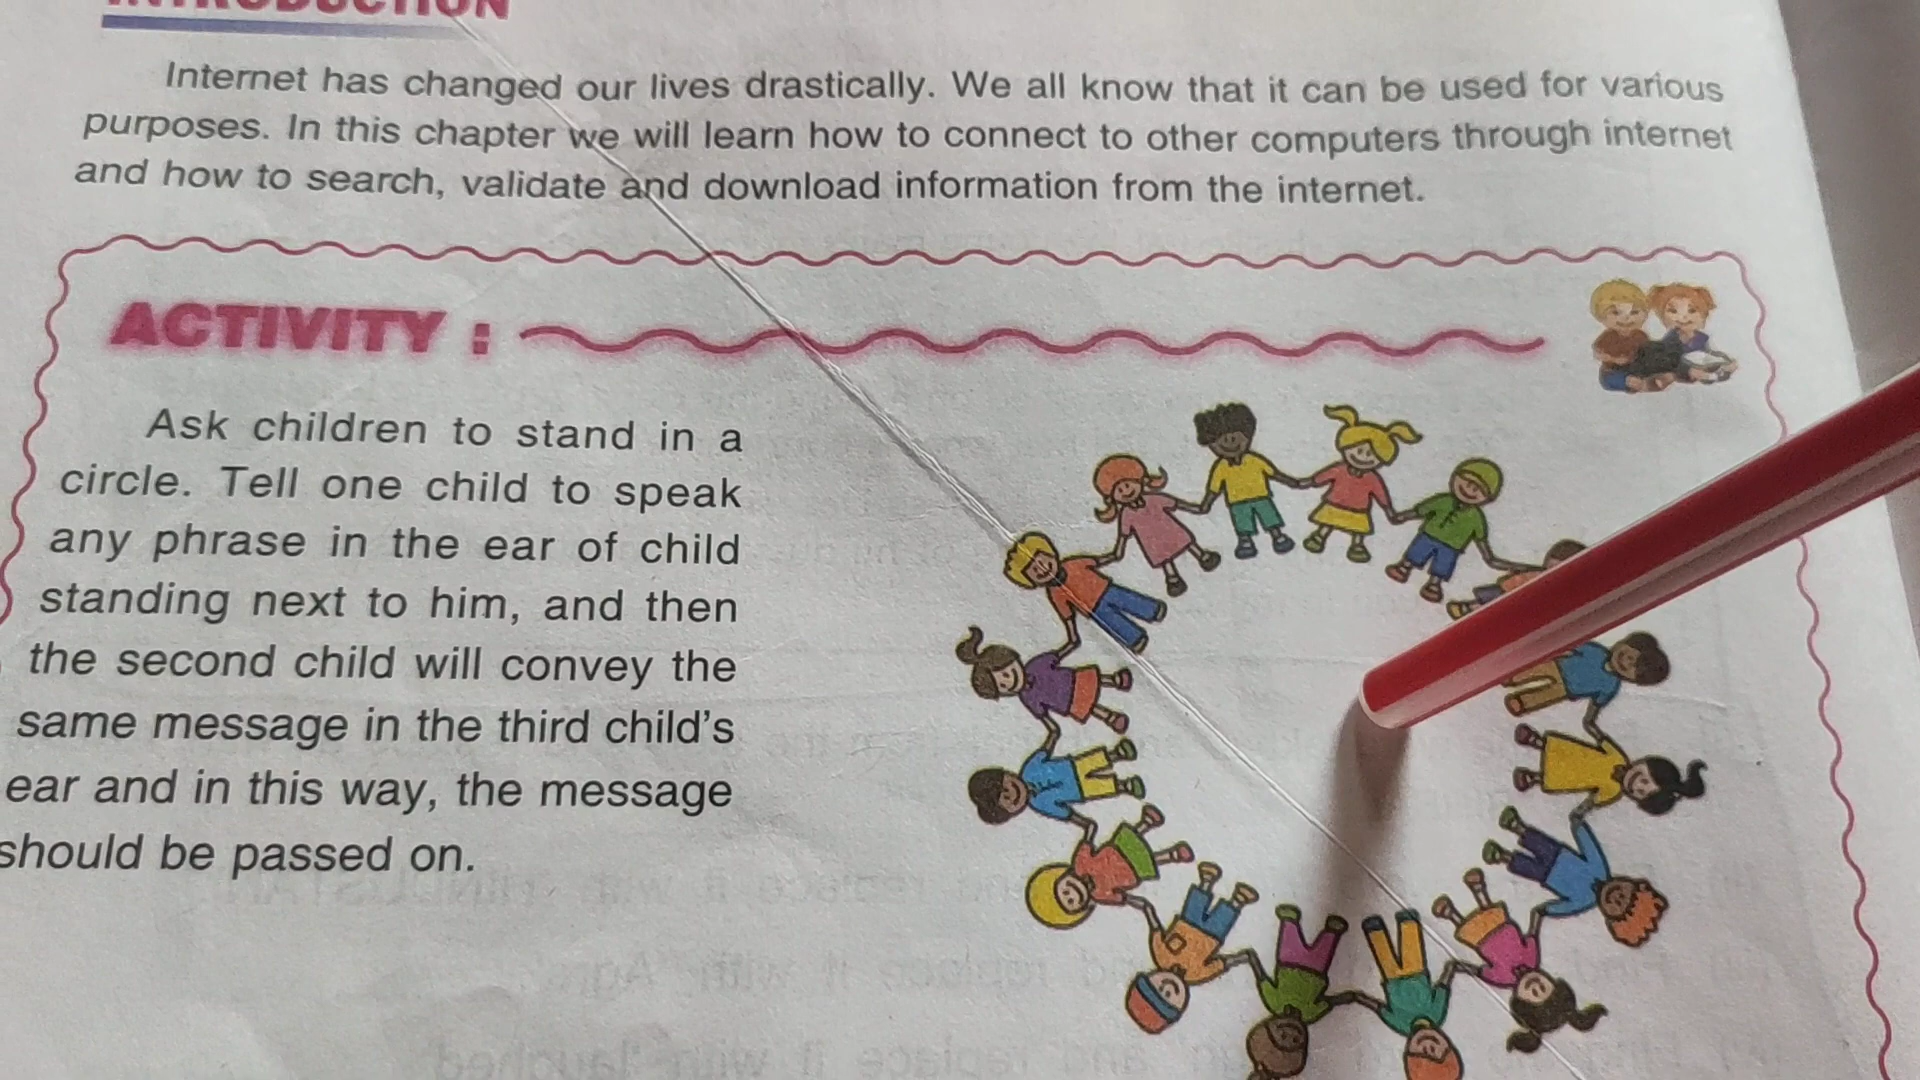 INTRODUCTION
Internet has changed our lives drastically. We all know that it can be used for various
purposes. In this chapter we will learn how to connect to other computers through internet
and how to search, validate and download information from the internet.
ACTIVITY :
Ask children to stand in a
circle. Tell one child to speak
any phrase in the ear of child
standing next to him, and then
the second child will convey the
same message in the third child's
ear and in this way, the message
should be passed on.